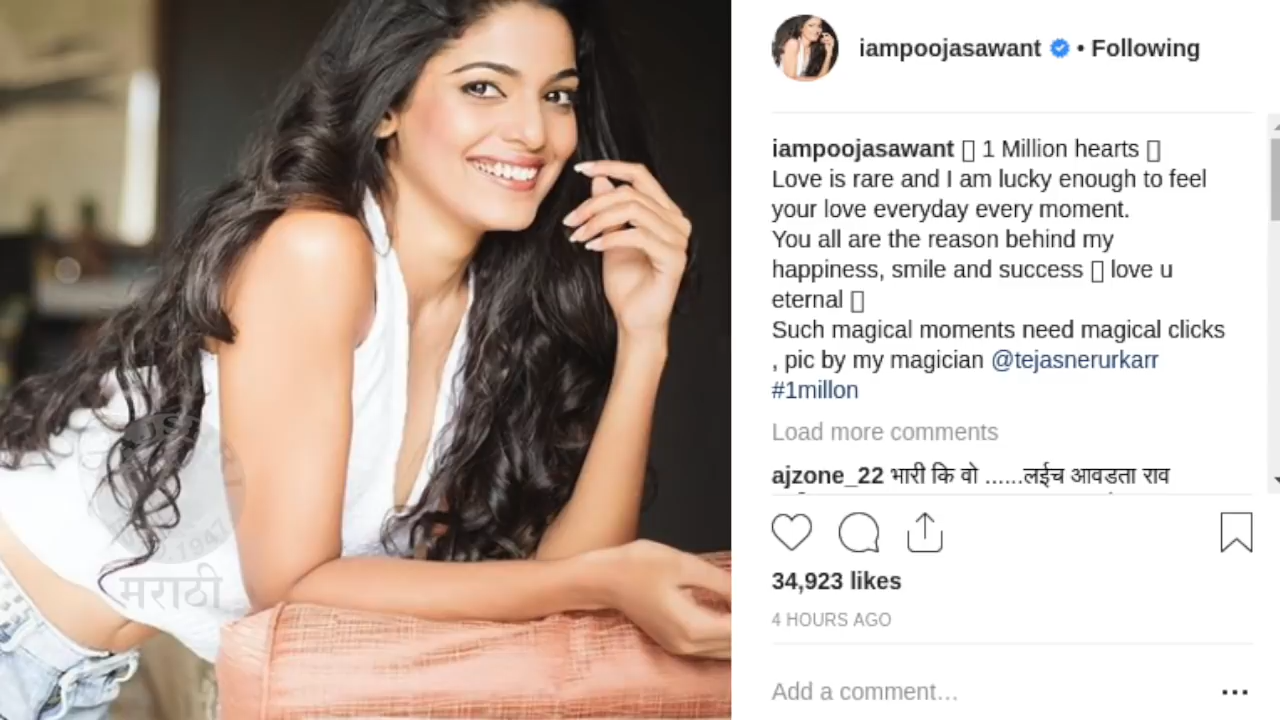 iampoojasawant • Following
iampoojasawant 1 Million hearts
Love is rare and I am lucky enough to feel
your love everyday every moment.
You all are the reason behind my
happiness, smile and success love u
eternal
Such magical moments need magical clicks
, pic by my magician @tejasnerurkarr
#1millon
Load more comments
ajzone_22 भारी कि वो ......लईच आवडता राव
34,923 likes
4 HOURS AGO
Add a comment…
मराठी